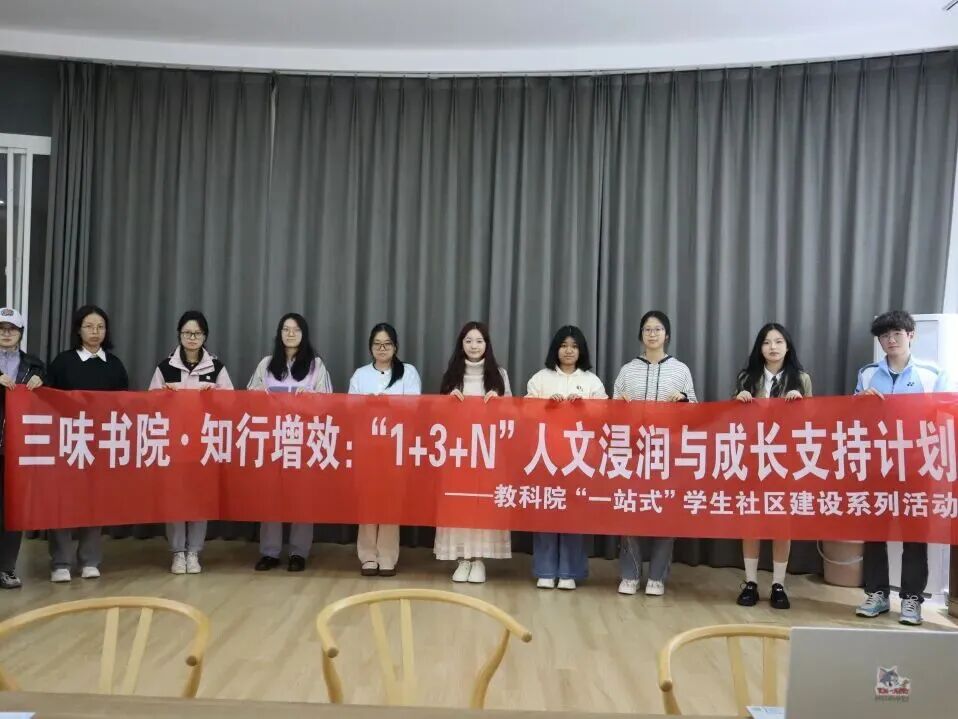 三味书院·知行增效：“1+3+N”人文浸润与成长支持计划
——教科院“一站式”学生社区建设系列活动